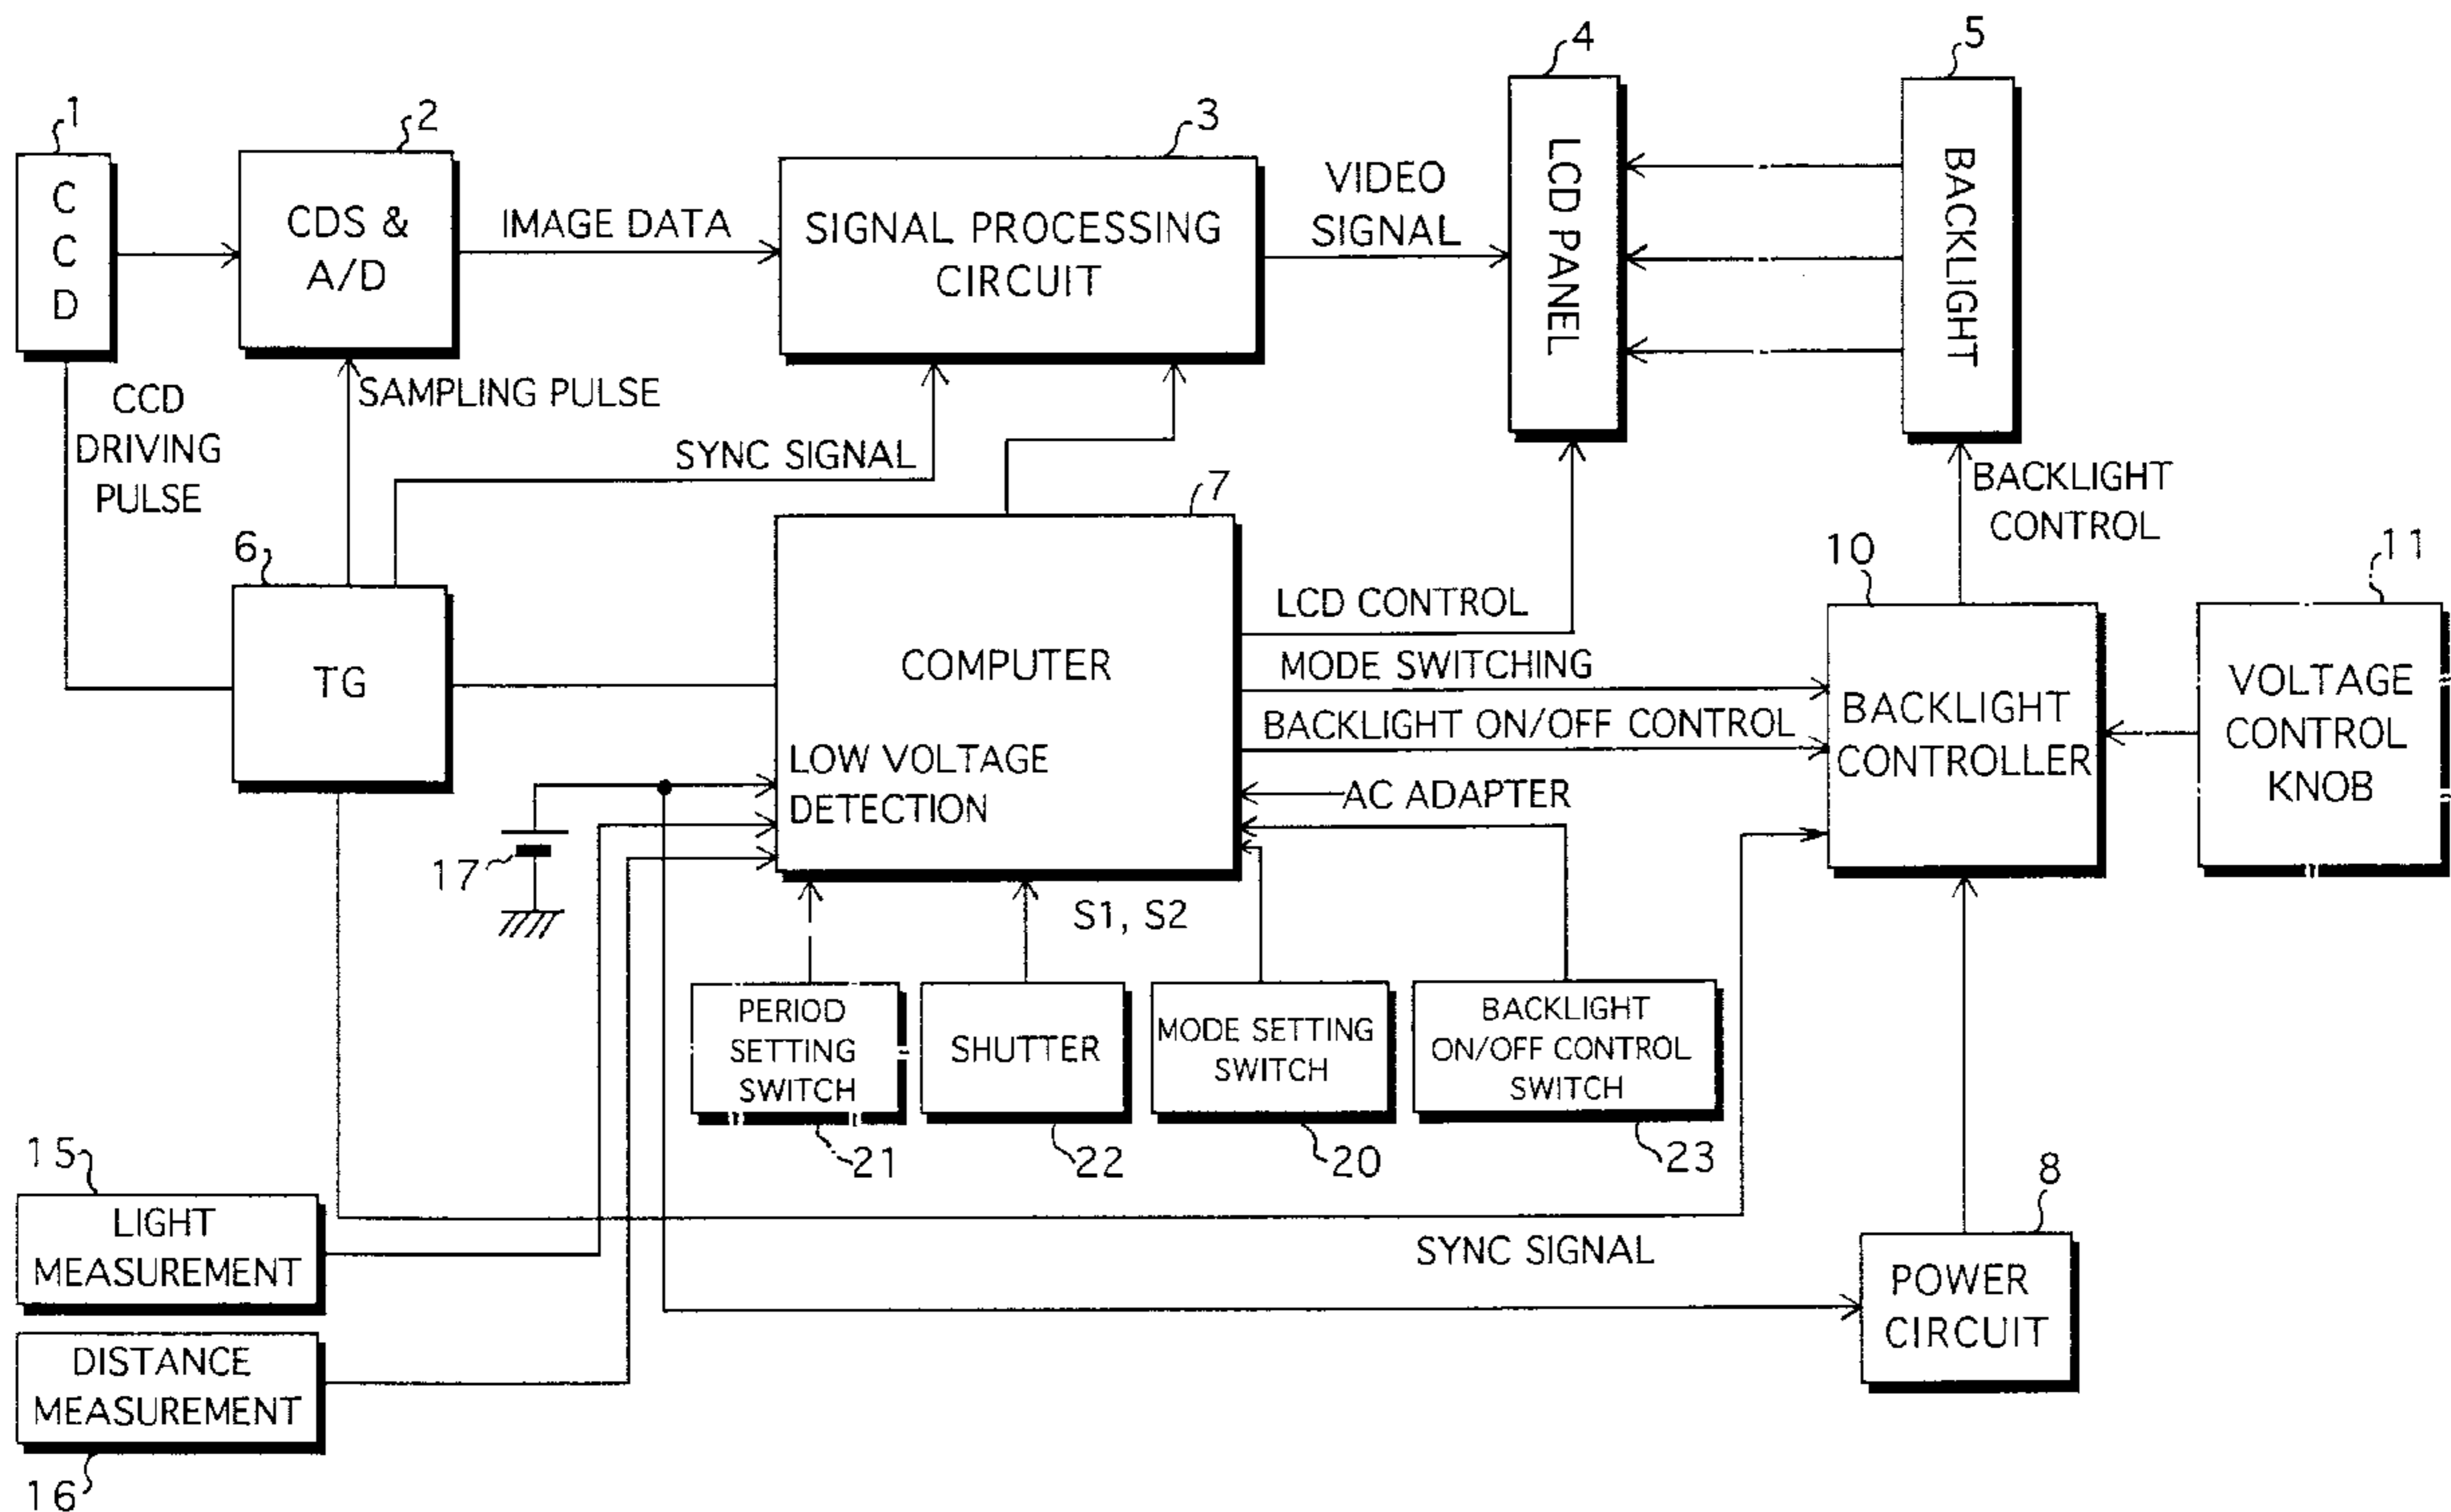 4
5
1
2
3
C
C
D
CDS &
A/D
IMAGE DATA
SIGNAL PROCESSING
CIRCUIT
VIDEO
SIGNAL
LCD PANEL
BACKLIGHT
CCD
DRIVING
PULSE
SAMPLING PULSE
SYNC SIGNAL
BACKLIGHT
CONTROL
6
7
10
11
TG
COMPUTER
LOW VOLTAGE
DETECTION
LCD CONTROL
MODE SWITCHING
BACKLIGHT ON/OFF CONTROL
AC ADAPTER
BACKLIGHT
CONTROLLER
VOLTAGE
CONTROL
KNOB
17
S1, S2
PERIOD
SETTING
SWITCH
SHUTTER
MODE SETTING
SWITCH
BACKLIGHT
ON/OFF CONTROL
SWITCH
21
22
20
23
15
LIGHT
MEASUREMENT
SYNC SIGNAL
8
POWER
CIRCUIT
DISTANCE
MEASUREMENT
16